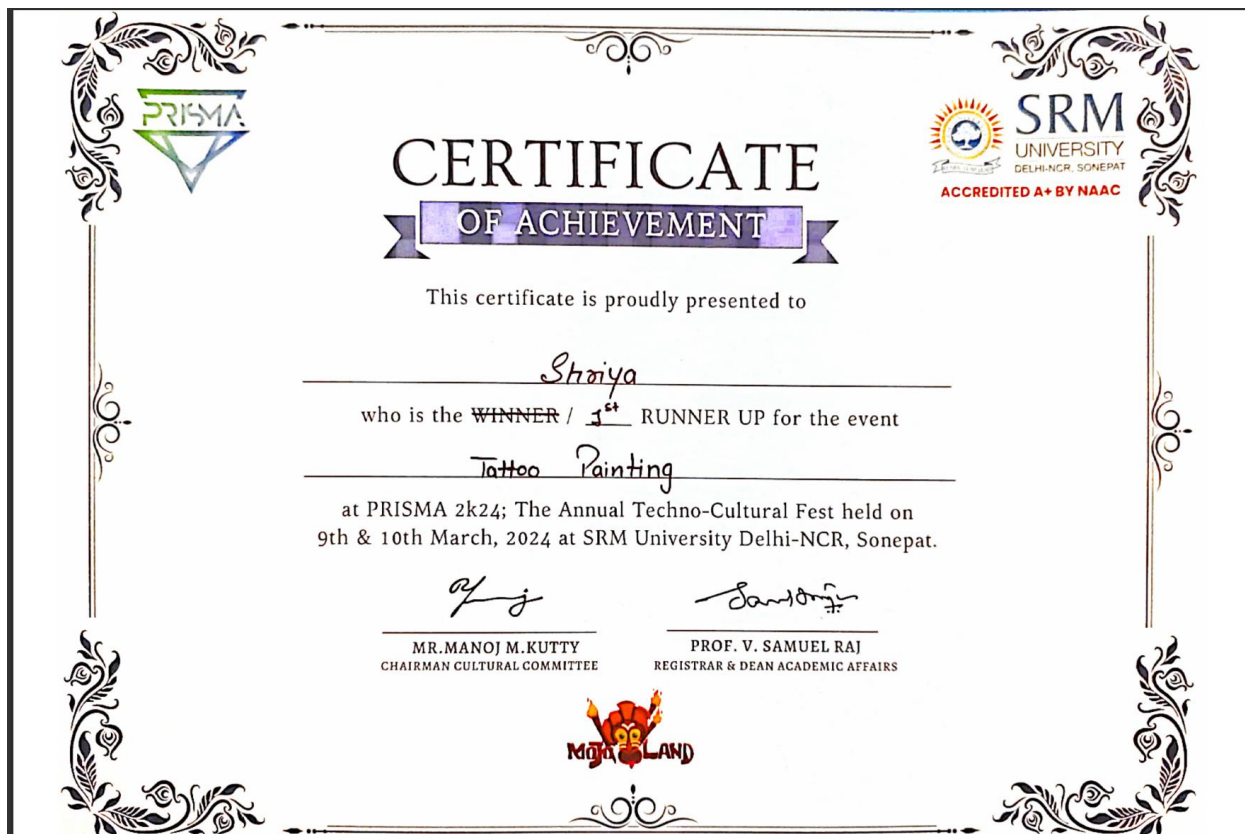 PRISMA
SRM
UNIVERSITY
DELHI-NCR, SONEPAT
ACCREDITED A+ BY NAAC
CERTIFICATE
OF ACHIEVEMENT
This certificate is proudly presented to
Shriya
who is the WINNER / 1st RUNNER UP for the event
Tattoo Painting
at PRISMA 2k24; The Annual Techno-Cultural Fest held on
9th & 10th March, 2024 at SRM University Delhi-NCR, Sonepat.
MR.MANOJ M.KUTTY
CHAIRMAN CULTURAL COMMITTEE
PROF. V. SAMUEL RAJ
REGISTRAR & DEAN ACADEMIC AFFAIRS
MOJO LAND